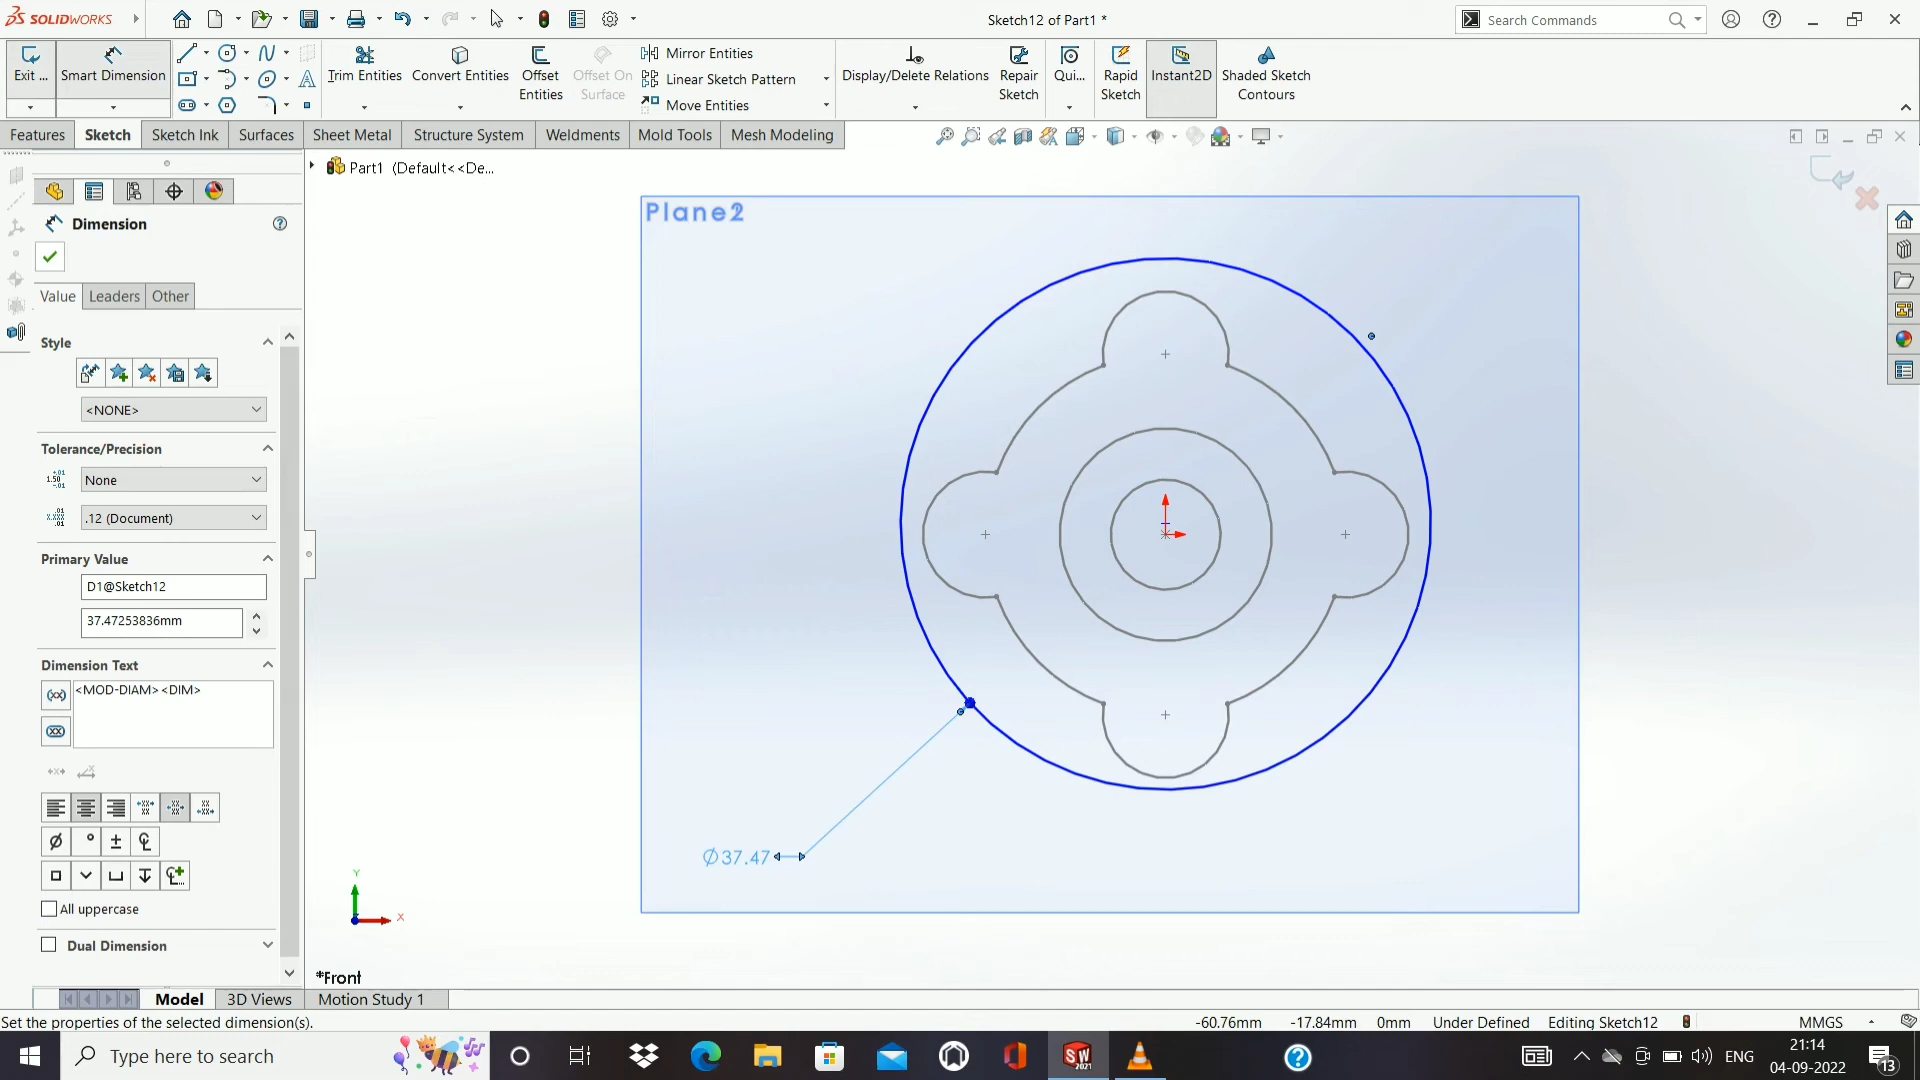 SOLIDWORKS
Sketch12 of Part1 *
Search Commands
Exit ...
Smart Dimension
Trim Entities
Convert Entities
Offset Entities
Offset On Surface
Mirror Entities
Linear Sketch Pattern
Move Entities
Display/Delete Relations
Repair Sketch
Qui...
Rapid Sketch
Instant2D
Shaded Sketch Contours
Features
Sketch
Sketch Ink
Surfaces
Sheet Metal
Structure System
Weldments
Mold Tools
Mesh Modeling
Part1 (Default<<De...
Dimension
Value
Leaders
Other
Style
<NONE>
Tolerance/Precision
None
.12 (Document)
Primary Value
D1@Sketch12
37.47253836mm
Dimension Text
<MOD-DIAM><DIM>
All uppercase
Dual Dimension
Plane2
∅37.47
Y
X
*Front
Model
3D Views
Motion Study 1
Set the properties of the selected dimension(s).
-60.76mm
-17.84mm
0mm
Under Defined
Editing Sketch12
MMGS
Type here to search
SW
2021
ENG
21:14
04-09-2022
13